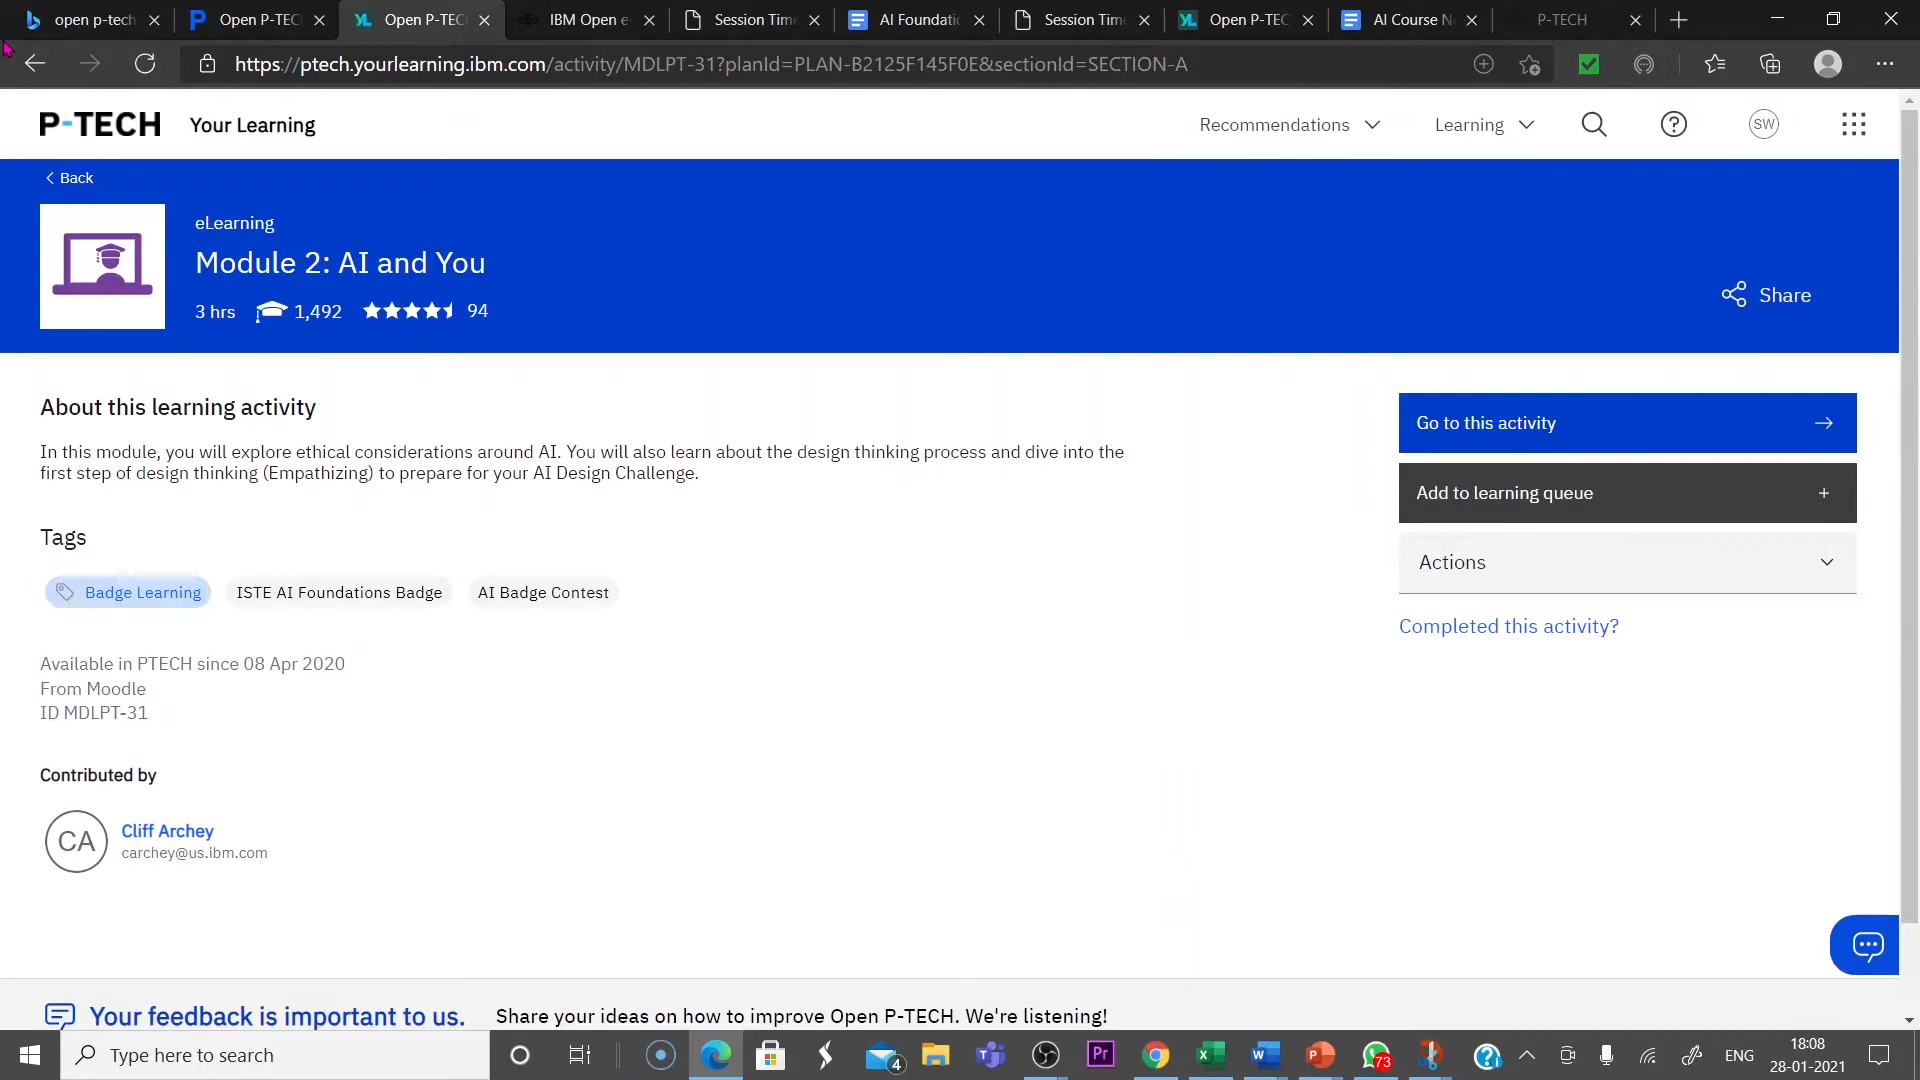 open p-tech
Open P-TEC
Open P-TEC
IBM Open e
Session Time
AI Foundatic
Session Time
Open P-TEC
AI Course N
P-TECH
https://ptech.yourlearning.ibm.com/activity/MDLPT-31?planId=PLAN-B2125F145F0E&sectionId=SECTION-A
P-TECH
Your Learning
Recommendations
Learning
SW
Back
eLearning
Module 2: AI and You
3 hrs
1,492
94
Share
About this learning activity
In this module, you will explore ethical considerations around AI. You will also learn about the design thinking process and dive into the
first step of design thinking (Empathizing) to prepare for your AI Design Challenge.
Go to this activity
Add to learning queue
Actions
Completed this activity?
Tags
Badge Learning
ISTE AI Foundations Badge
AI Badge Contest
Available in PTECH since 08 Apr 2020
From Moodle
ID MDLPT-31
Contributed by
CA
Cliff Archey
carchey@us.ibm.com
Your feedback is important to us.
Share your ideas on how to improve Open P-TECH. We're listening!
Type here to search
4
Pr
73
ENG
18:08
28-01-2021